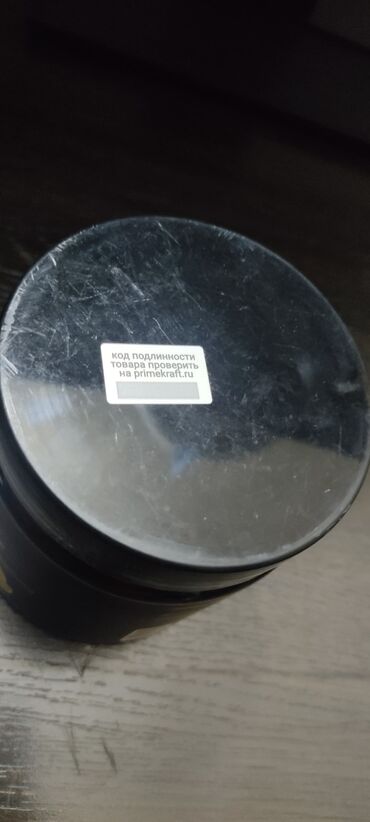 код подлинности
товара проверить
на primekraft.ru